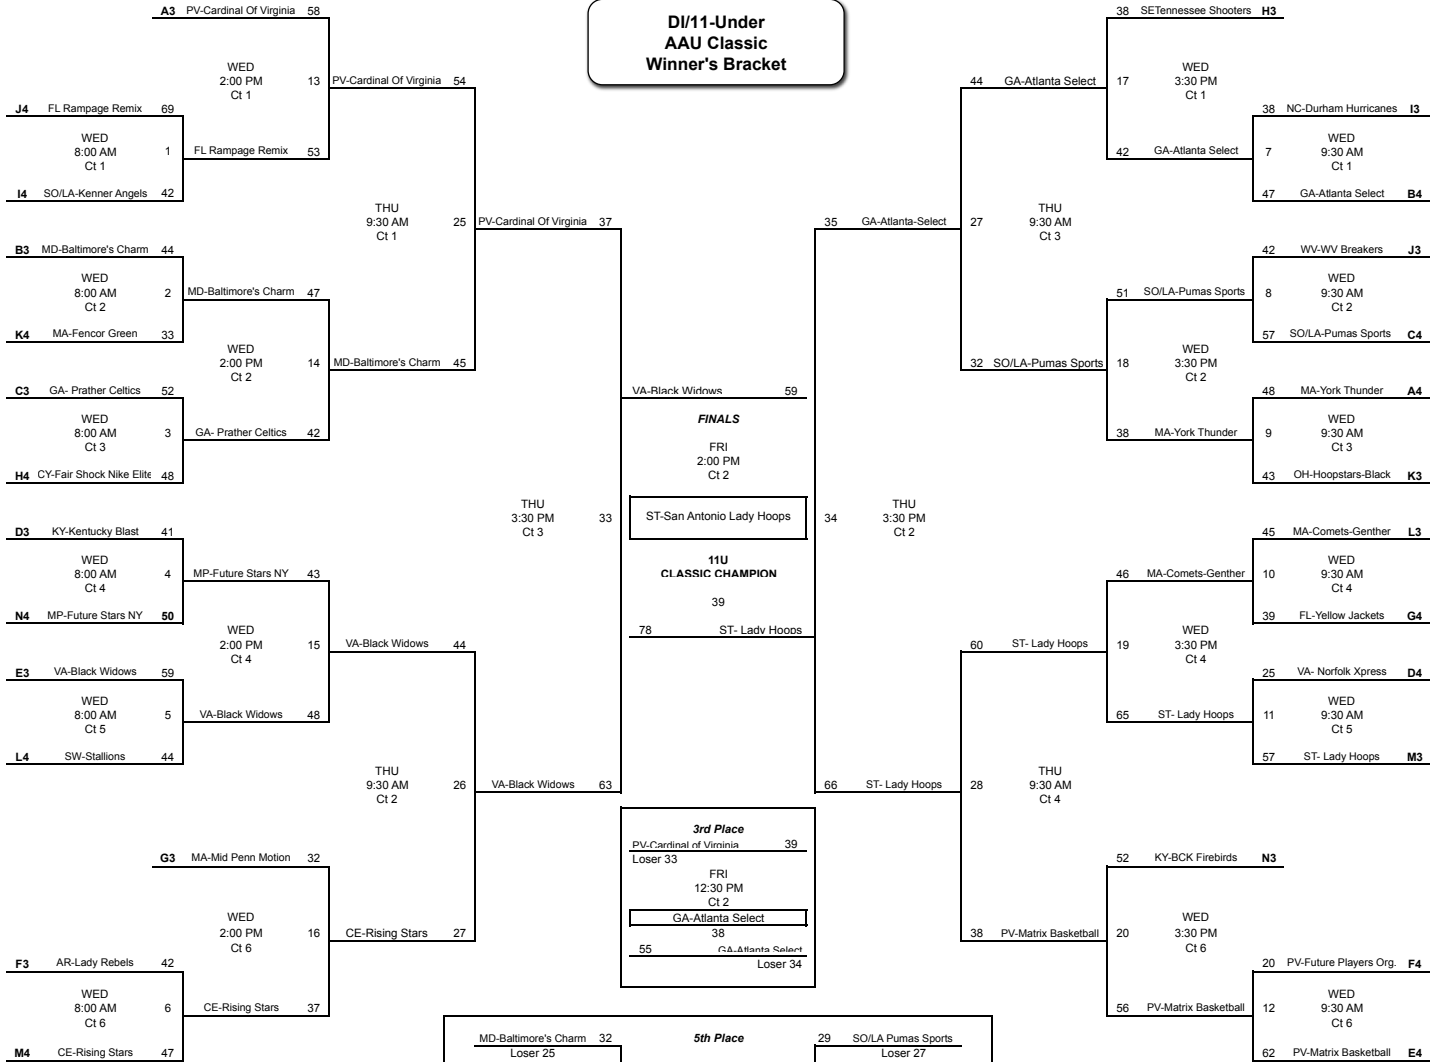 DI/11-Under
AAU Classic
Winner's Bracket
A3 PV-Cardinal Of Virginia 58
WED
2:00 PM 13
Ct 1
PV-Cardinal Of Virginia 54
J4 FL Rampage Remix 69
WED
8:00 AM 1
Ct 1
FL Rampage Remix 53
I4 SO/LA-Kenner Angels 42
THU
9:30 AM 25
Ct 1
PV-Cardinal Of Virginia 37
B3 MD-Baltimore's Charm 44
WED
8:00 AM 2
Ct 2
MD-Baltimore's Charm 47
K4 MA-Fencor Green 33
WED
2:00 PM 14
Ct 2
MD-Baltimore's Charm 45
C3 GA- Prather Celtics 52
WED
8:00 AM 3
Ct 3
GA- Prather Celtics 42
H4 CY-Fair Shock Nike Elite 48
THU
3:30 PM 33
Ct 3
D3 KY-Kentucky Blast 41
WED
8:00 AM 4
Ct 4
MP-Future Stars NY 43
N4 MP-Future Stars NY 50
WED
2:00 PM 15
Ct 4
VA-Black Widows 44
E3 VA-Black Widows 59
WED
8:00 AM 5
Ct 5
VA-Black Widows 48
L4 SW-Stallions 44
THU
9:30 AM 26
Ct 2
VA-Black Widows 63
G3 MA-Mid Penn Motion 32
WED
2:00 PM 16
Ct 6
CE-Rising Stars 27
F3 AR-Lady Rebels 42
WED
8:00 AM 6
Ct 6
CE-Rising Stars 37
M4 CE-Rising Stars 47
VA-Black Widows 59
FINALS
FRI
2:00 PM
Ct 2
ST-San Antonio Lady Hoops
11U
CLASSIC CHAMPION
39
78 ST- Lady Hoops
3rd Place
PV-Cardinal of Virginia 39
Loser 33
FRI
12:30 PM
Ct 2
GA-Atlanta Select
38
55 GA-Atlanta Select
Loser 34
MD-Baltimore's Charm 32
Loser 25
5th Place
29 SO/LA Pumas Sports
Loser 27
38 SETennessee Shooters H3
WED
17 3:30 PM
Ct 1
44 GA-Atlanta Select
38 NC-Durham Hurricanes I3
WED
7 9:30 AM
Ct 1
42 GA-Atlanta Select
47 GA-Atlanta Select B4
THU
27 9:30 AM
Ct 3
35 GA-Atlanta-Select
42 WV-WV Breakers J3
WED
8 9:30 AM
Ct 2
51 SO/LA-Pumas Sports
57 SO/LA-Pumas Sports C4
WED
18 3:30 PM
Ct 2
32 SO/LA-Pumas Sports
48 MA-York Thunder A4
WED
9 9:30 AM
Ct 3
38 MA-York Thunder
43 OH-Hoopstars-Black K3
THU
34 3:30 PM
Ct 2
45 MA-Comets-Genther L3
WED
10 9:30 AM
Ct 4
46 MA-Comets-Genther
39 FL-Yellow Jackets G4
WED
19 3:30 PM
Ct 4
60 ST- Lady Hoops
25 VA- Norfolk Xpress D4
WED
11 9:30 AM
Ct 5
65 ST- Lady Hoops
57 ST- Lady Hoops M3
THU
28 9:30 AM
Ct 4
66 ST- Lady Hoops
52 KY-BCK Firebirds N3
WED
20 3:30 PM
Ct 6
38 PV-Matrix Basketball
20 PV-Future Players Org. F4
WED
12 9:30 AM
Ct 6
56 PV-Matrix Basketball
62 PV-Matrix Basketball E4